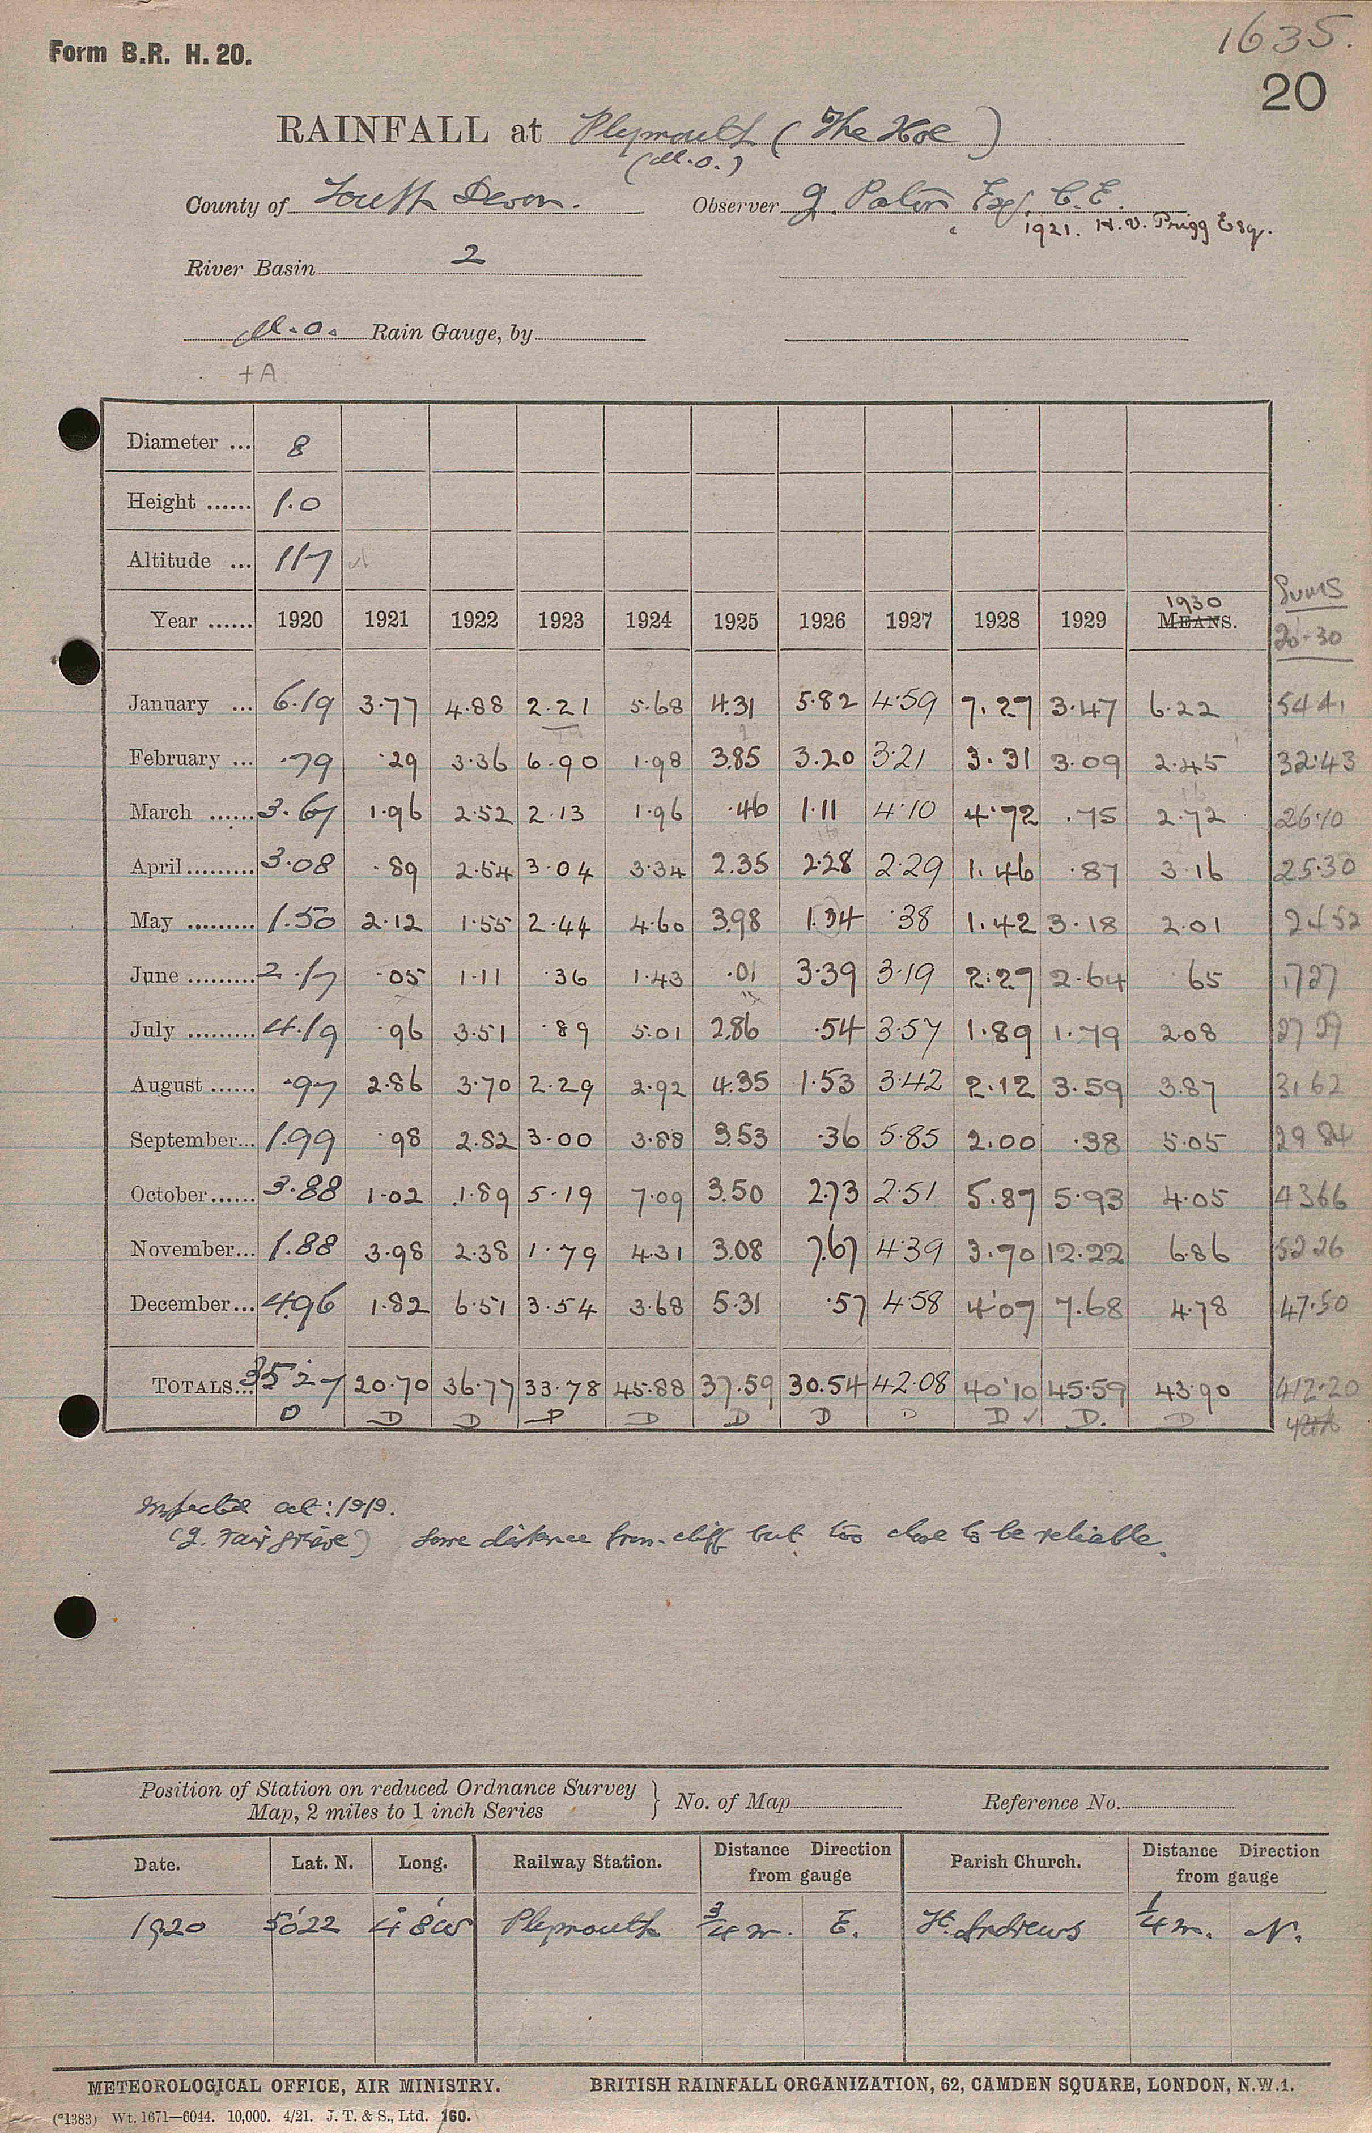 1635.
Form B.R. H. 20.
20
RAINFALL at Plymouth (The Hoe)
(M.O.)
County of South Devon. Observer J. Paton Esq. C.E.
1921. H.V. Prigg Esq.
River Basin 2
M.O. Rain Gauge, by
+A
Diameter ... 8
Height ...... 1.0
Altitude ... 117
Sums
Year ...... 1920 1921 1922 1923 1924 1925 1926 1927 1928 1929 1930 MEANS. 20-30
January ... 6.19 3.77 4.88 2.21 5.68 4.31 5.82 4.59 7.27 3.47 6.22 54.41
February ... .79 .29 3.36 6.90 1.98 3.85 3.20 3.21 3.31 3.09 2.45 32.43
March ...... 3.67 1.96 2.52 2.13 1.96 .46 1.11 4.10 4.72 .75 2.72 26.10
April ......... 3.08 .89 2.54 3.04 3.34 2.35 2.28 2.29 1.46 .87 3.16 25.30
May ......... 1.50 2.12 1.55 2.44 4.60 3.98 1.34 .38 1.42 3.18 2.01 24 52
June ......... 2.17 .05 1.11 .36 1.43 .01 3.39 3.19 2.27 2.64 .65 17 27
July ......... 4.19 .96 3.51 .89 5.01 2.86 .54 3.57 1.89 1.79 2.08 27 29
August ...... .97 2.86 3.70 2.29 2.92 4.35 1.53 3.42 2.12 3.59 3.87 31 62
September... 1.99 .98 2.82 3.00 3.88 3.53 .36 5.85 2.00 .38 5.05 29 84
October...... 3.88 1.02 1.89 5.19 7.09 3.50 2.73 2.51 5.87 5.93 4.05 43 66
November... 1.88 3.98 2.38 1.79 4.31 3.08 7.67 4.39 3.70 12.22 6.86 52 26
December... 4.96 1.82 6.51 3.54 3.68 5.31 .57 4.58 4.07 7.68 4.78 47.50
TOTALS... 35.27 20.70 36.77 33.78 45.88 37.59 30.54 42.08 40.10 45.59 43.90 412.20
D D D D D D D D D ✓ D. D
Inspected Oct: 1919.
(J. Fairgrieve) Some distance from cliff but too close to be reliable.
Position of Station on reduced Ordnance Survey
Map, 2 miles to 1 inch Series } No. of Map Reference No.
Date. Lat. N. Long. Railway Station. Distance Direction from gauge Parish Church. Distance Direction from gauge
1920 50°22 4° 8'W Plymouth 3/4 m. E. St. Andrews 1/4 m. N.
METEOROLOGICAL OFFICE, AIR MINISTRY. BRITISH RAINFALL ORGANIZATION, 62, CAMDEN SQUARE, LONDON, N.W.1.
(*1383) Wt. 1671—6044. 10,000. 4/21. J. T. & S., Ltd. 160.